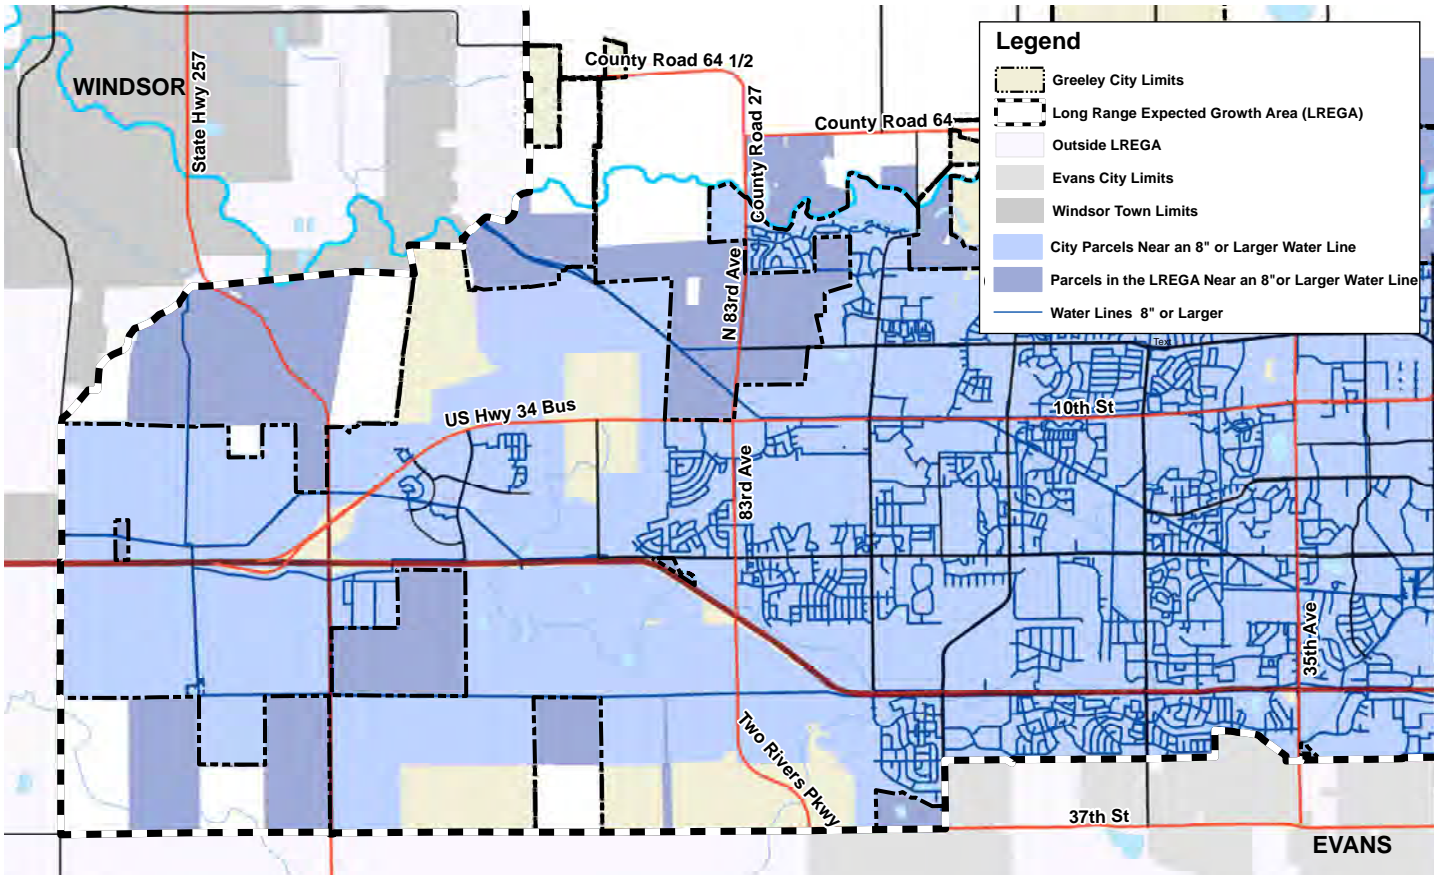 WINDSOR
State Hwy 257
County Road 64 1/2
County Road 27
County Road 64
Legend
Greeley City Limits
Long Range Expected Growth Area (LREGA)
Outside LREGA
Evans City Limits
Windsor Town Limits
City Parcels Near an 8" or Larger Water Line
Parcels in the LREGA Near an 8"or Larger Water Line
Water Lines  8" or Larger
N 83rd Ave
Text
US Hwy 34 Bus
10th St
83rd Ave
35th Ave
Two Rivers Pkwy
37th St
EVANS